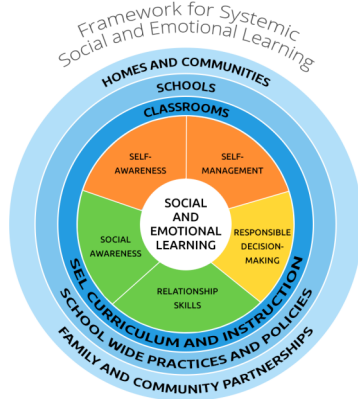 Framework for Systemic
Social and Emotional Learning
HOMES AND COMMUNITIES
SCHOOLS
CLASSROOMS
SELF-
AWARENESS
SELF-
MANAGEMENT
SOCIAL
AND
EMOTIONAL
LEARNING
SOCIAL
AWARENESS
RESPONSIBLE
DECISION-
MAKING
RELATIONSHIP
SKILLS
SEL CURRICULUM AND INSTRUCTION
SCHOOL WIDE PRACTICES AND POLICIES
FAMILY AND COMMUNITY PARTNERSHIPS